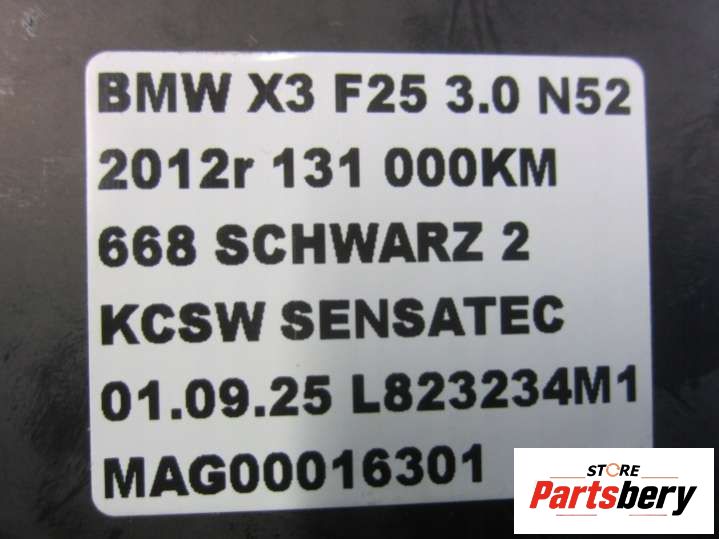 BMW X3 F25 3.0 N52
2012r 131 000KM
668 SCHWARZ 2
KCSW SENSATEC
01.09.25 L823234M1
MAG00016301
STORE
Partsbery